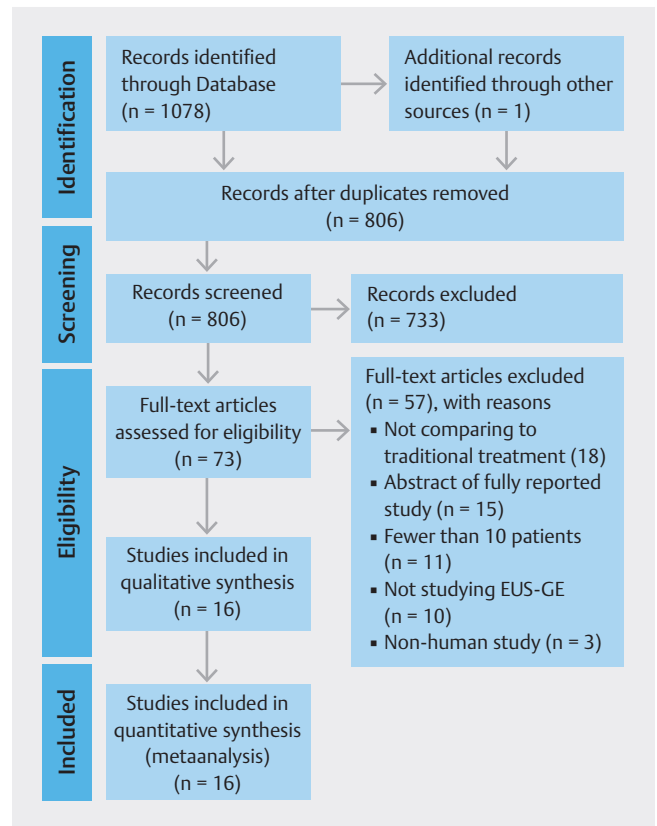 Identification
Records identified
through Database
(n = 1078)
Additional records
identified through other
sources (n = 1)
Records after duplicates removed
(n = 806)
Screening
Records screened
(n = 806)
Records excluded
(n = 733)
Eligibility
Full-text articles
assessed for eligibility
(n = 73)
Full-text articles excluded
(n = 57), with reasons
▪ Not comparing to
traditional treatment (18)
▪ Abstract of fully reported
study (n = 15)
▪ Fewer than 10 patients
(n = 11)
▪ Not studying EUS-GE
(n = 10)
▪ Non-human study (n = 3)
Studies included in
qualitative synthesis
(n = 16)
Included
Studies included in
quantitative synthesis
(metaanalysis)
(n = 16)